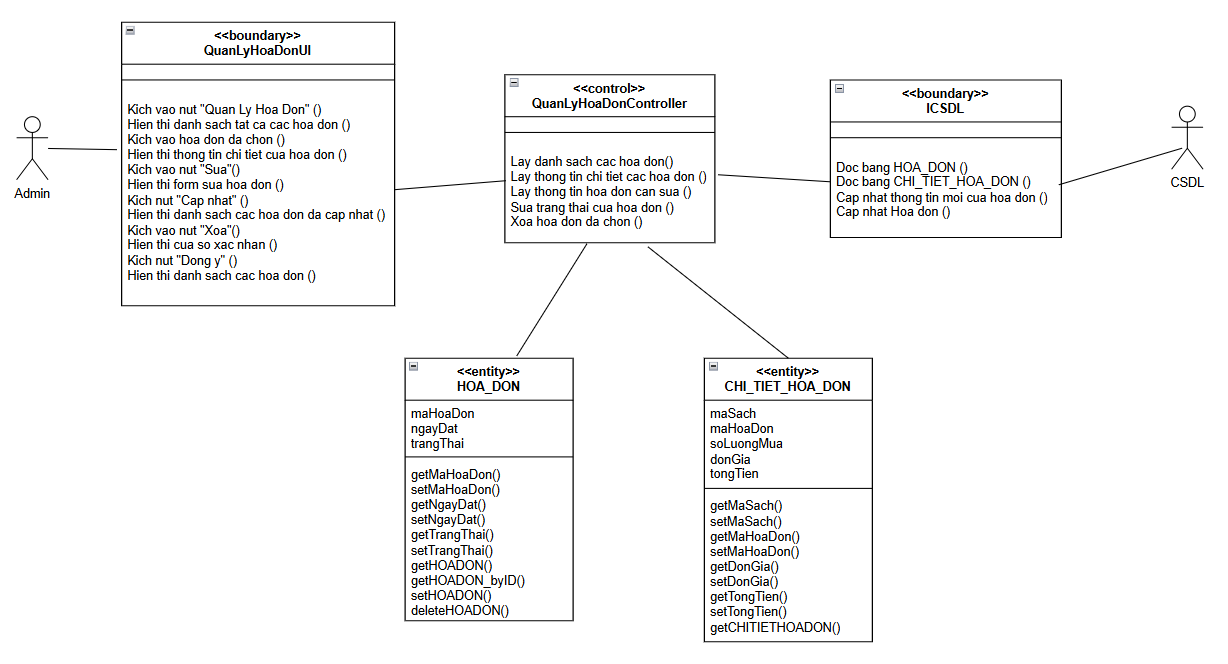 Admin
<<boundary>>
QuanLyHoaDonUI
Kich vao nut "Quan Ly Hoa Don" ()
Hien thi danh sach tat ca cac hoa don ()
Kich vao hoa don da chon ()
Hien thi thong tin chi tiet cua hoa don ()
Kich vao nut "Sua"()
Hien thi form sua hoa don ()
Kich nut "Cap nhat" ()
Hien thi danh sach cac hoa don da cap nhat ()
Kich vao nut "Xoa"()
Hien thi cua so xac nhan ()
Kich nut "Dong y" ()
Hien thi danh sach cac hoa don ()
<<control>>
QuanLyHoaDonController
Lay danh sach cac hoa don()
Lay thong tin chi tiet cac hoa don ()
Lay thong tin hoa don can sua ()
Sua trang thai cua hoa don ()
Xoa hoa don da chon ()
<<boundary>>
ICSDL
Doc bang HOA_DON ()
Doc bang CHI_TIET_HOA_DON ()
Cap nhat thong tin moi cua hoa don ()
Cap nhat Hoa don ()
CSDL
<<entity>>
HOA_DON
maHoaDon
ngayDat
trangThai
getMaHoaDon()
setMaHoaDon()
getNgayDat()
setNgayDat()
getTrangThai()
setTrangThai()
getHOADON()
getHOADON_byID()
setHOADON()
deleteHOADON()
<<entity>>
CHI_TIET_HOA_DON
maSach
maHoaDon
soLuongMua
donGia
tongTien
getMaSach()
setMaSach()
getMaHoaDon()
setMaHoaDon()
getDonGia()
setDonGia()
getTongTien()
setTongTien()
getCHITIETHOADON()